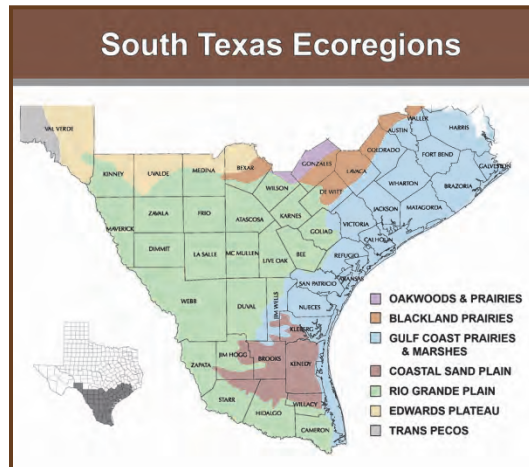 South Texas Ecoregions
VAL VERDE
KINNEY
UVALDE
MEDINA
BEXAR
GONZALES
LAVACA
COLORADO
AUSTIN
WALLER
HARRIS
FORT BEND
GALVESTON
BRAZORIA
WHARTON
MATAGORDA
JACKSON
DE WITT
WILSON
KARNES
VICTORIA
CALHOUN
GOLIAD
REFUGIO
ARANSAS
BEE
MAVERICK
ZAVALA
FRIO
ATASCOSA
DIMMIT
LA SALLE
MC MULLEN
LIVE OAK
SAN PATRICIO
WEBB
DUVAL
JIM WELLS
NUECES
KLEBERG
ZAPATA
JIM HOGG
BROOKS
KENEDY
STARR
HIDALGO
WILLACY
CAMERON
OAKWOODS & PRAIRIES
BLACKLAND PRAIRIES
GULF COAST PRAIRIES
& MARSHES
COASTAL SAND PLAIN
RIO GRANDE PLAIN
EDWARDS PLATEAU
TRANS PECOS